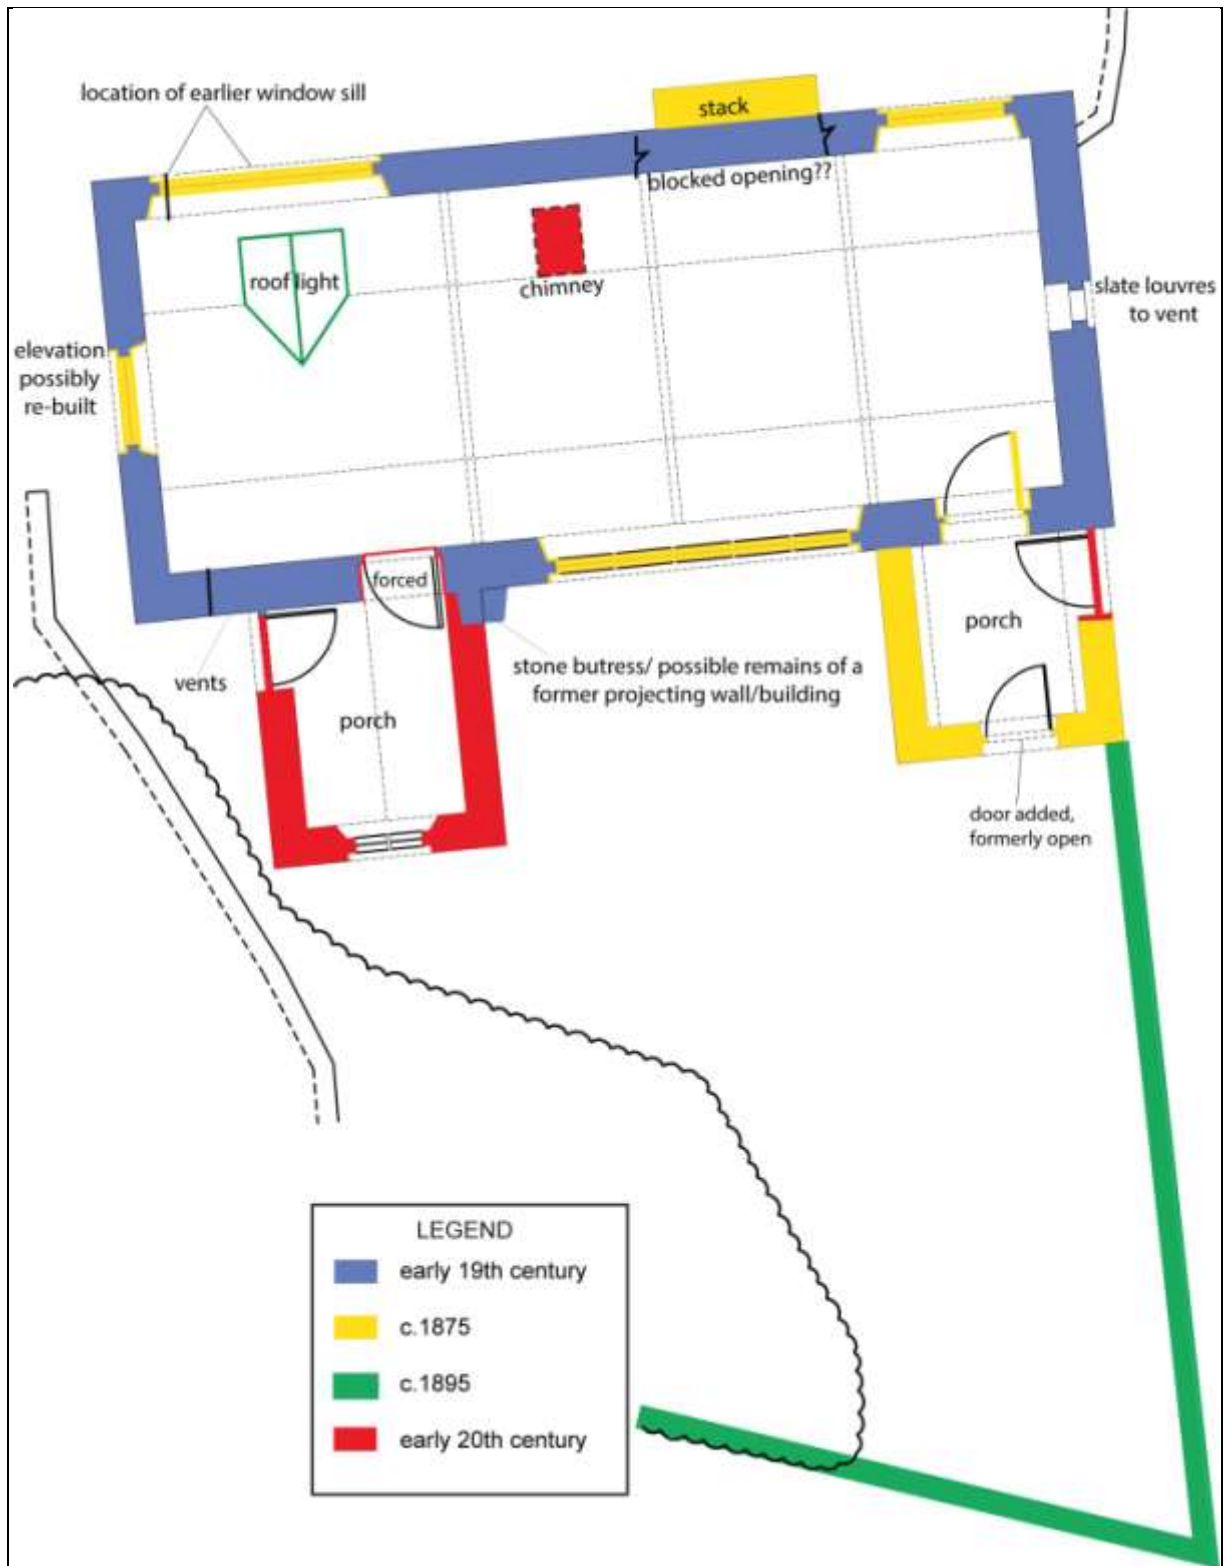 location of earlier window sill
stack
blocked opening??
roof light
chimney
slate louvres
to vent
elevation
possibly
re-built
forced
porch
stone butress/ possible remains of a
former projecting wall/building
vents
porch
door added,
formerly open
LEGEND
early 19th century
c.1875
c.1895
early 20th century